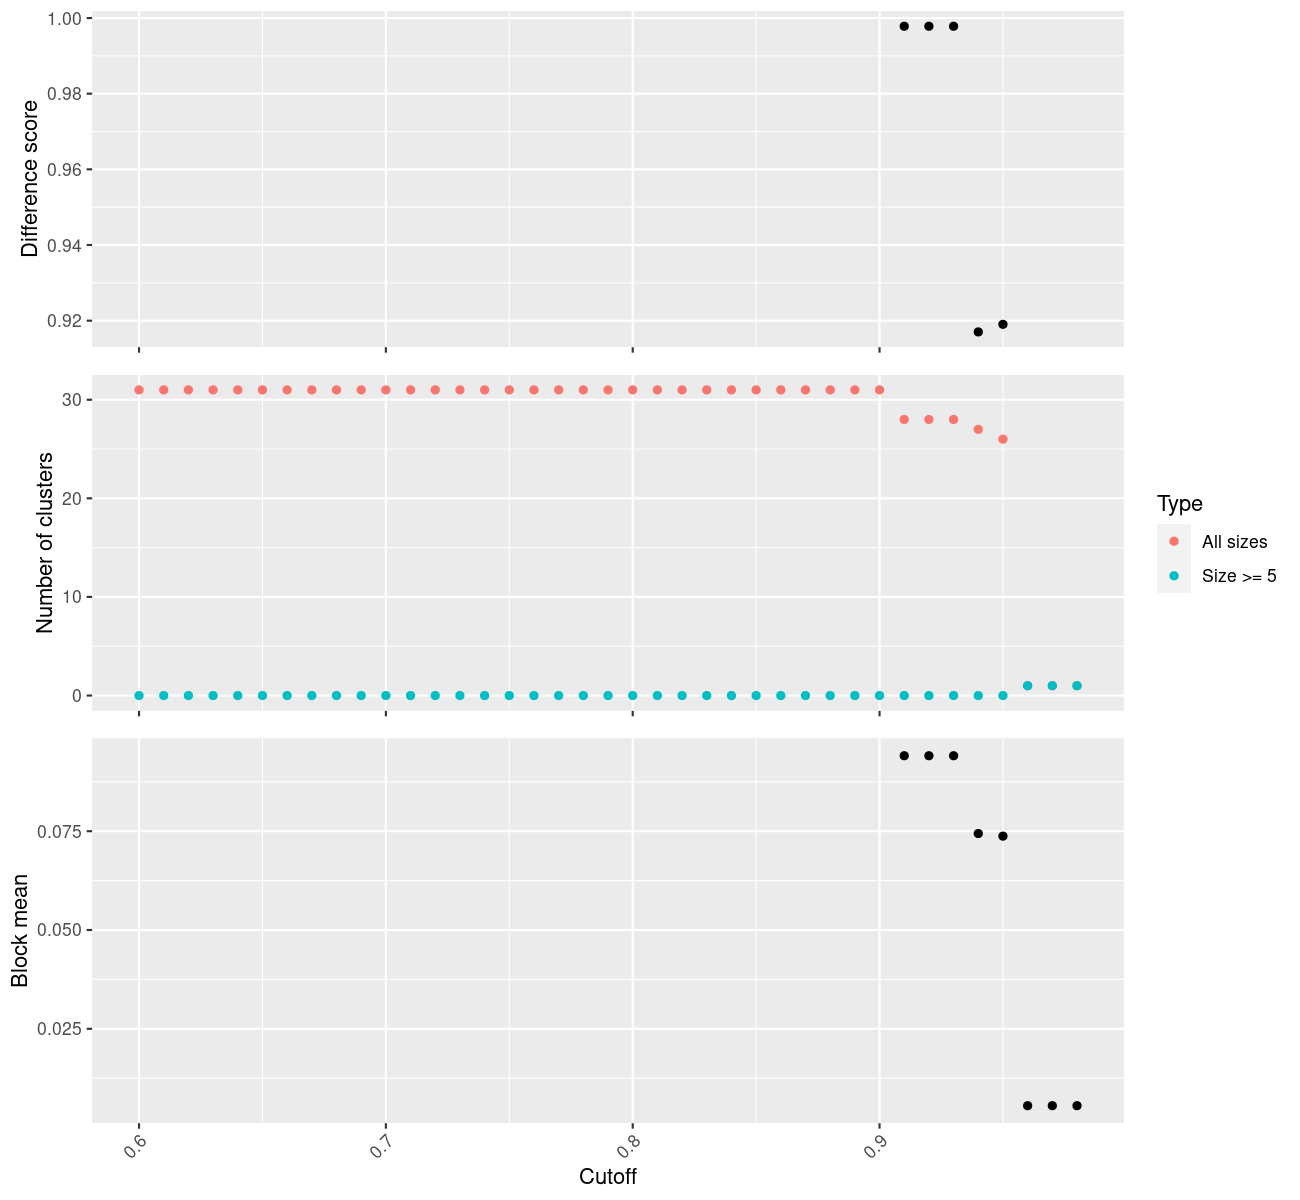 Difference score
1.00
0.98
0.96
0.94
0.92
Number of clusters
30
20
10
0
Type
All sizes
Size >= 5
Block mean
0.075
0.050
0.025
0.6
0.7
0.8
0.9
Cutoff